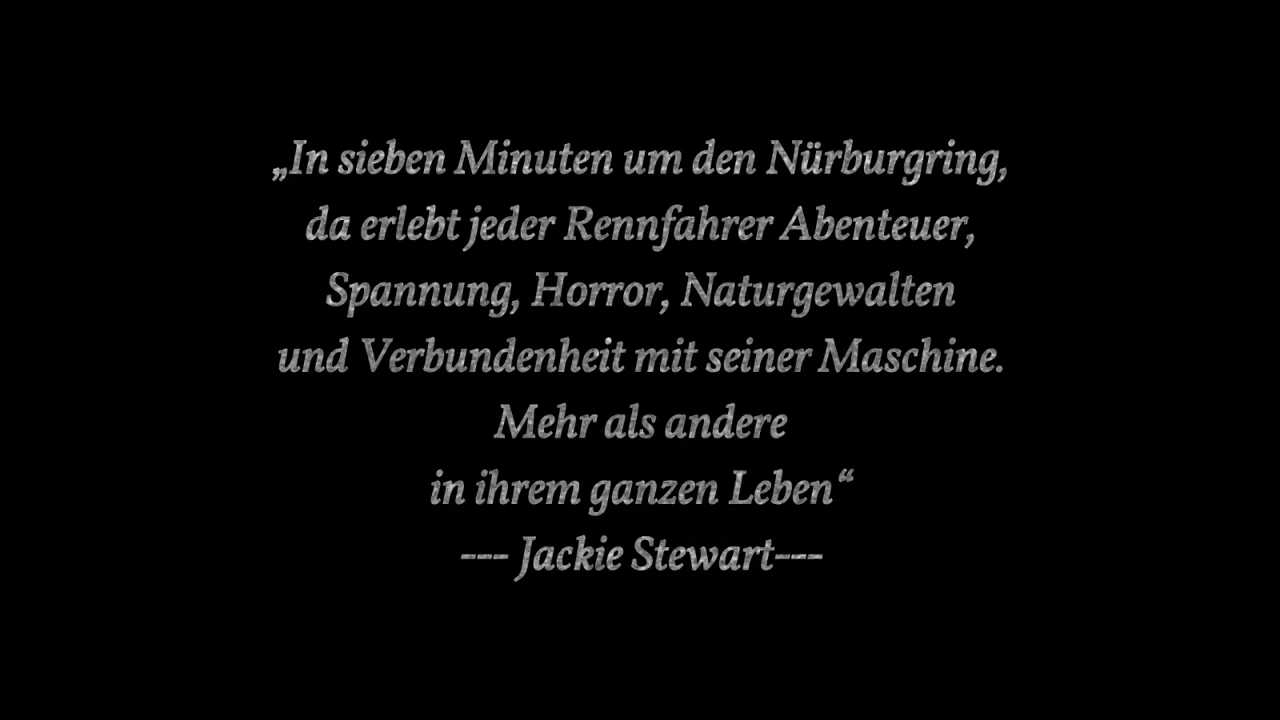 „In sieben Minuten um den Nürburgring,
da erlebt jeder Rennfahrer Abenteuer,
Spannung, Horror, Naturgewalten
und Verbundenheit mit seiner Maschine.
Mehr als andere
in ihrem ganzen Leben“
--- Jackie Stewart---